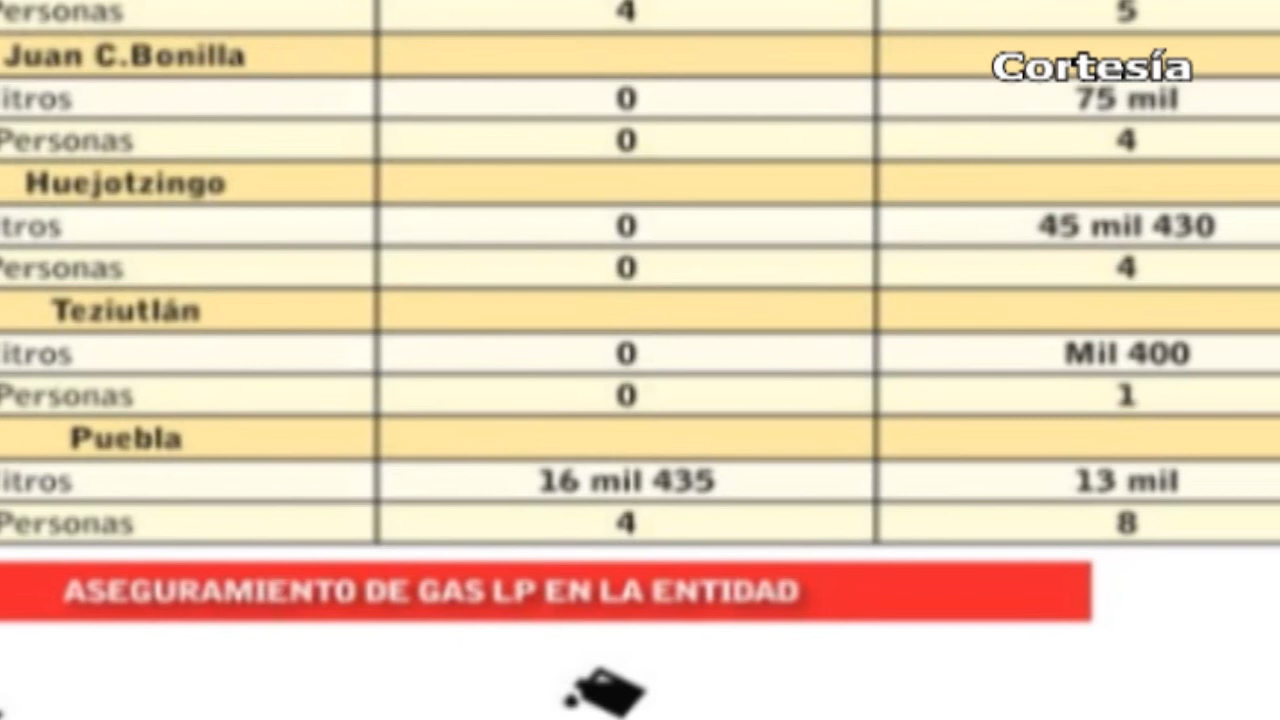 Personas 4 5
Juan C.Bonilla
Cortesía
itros 0 75 mil
Personas 0 4
Huejotzingo
tros 0 45 mil 430
Personas 0 4
Teziutlán
itros 0 Mil 400
Personas 0 1
Puebla
itros 16 mil 435 13 mil
Personas 4 8
ASEGURAMIENTO DE GAS LP EN LA ENTIDAD